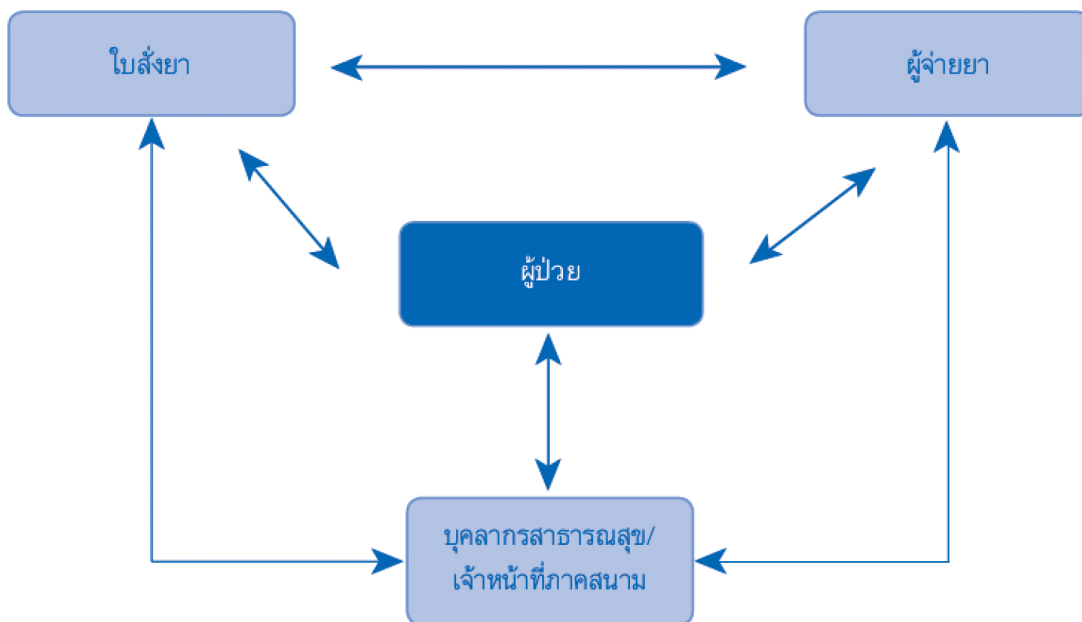 ใบสั่งยา
ผู้จ่ายยา
ผู้ป่วย
บุคลากรสาธารณสุข/
เจ้าหน้าที่ภาคสนาม